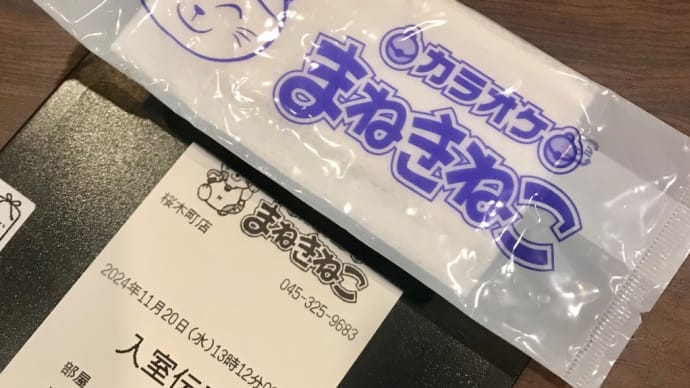 カラオケ
まねきねこ
まねきねこ
桜木町店
045-325-9683
2024年11月20日(水)13時12分
入室伝
部屋